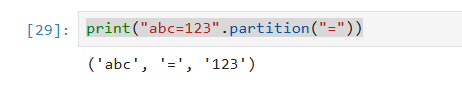 [29]: print("abc=123".partition("="))
('abc', '=', '123')